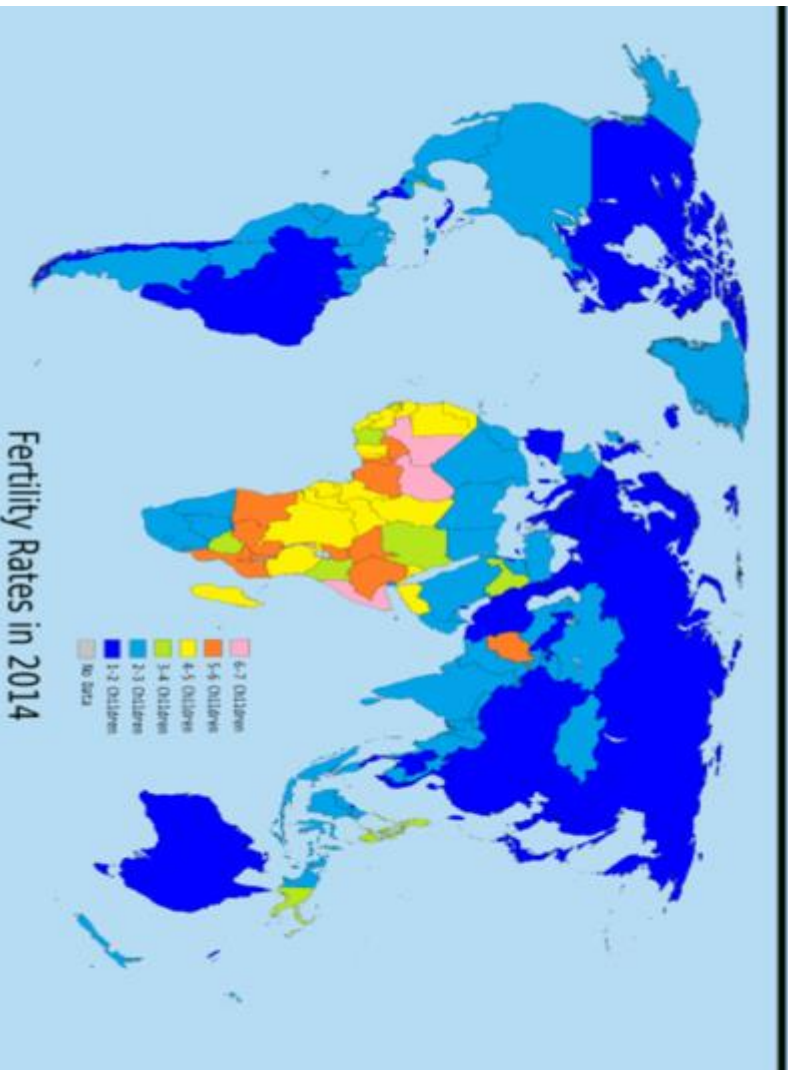 6-7 Children
5-6 Children
4-5 Children
3-4 Children
2-3 Children
1-2 Children
No Data
Fertility Rates in 2014